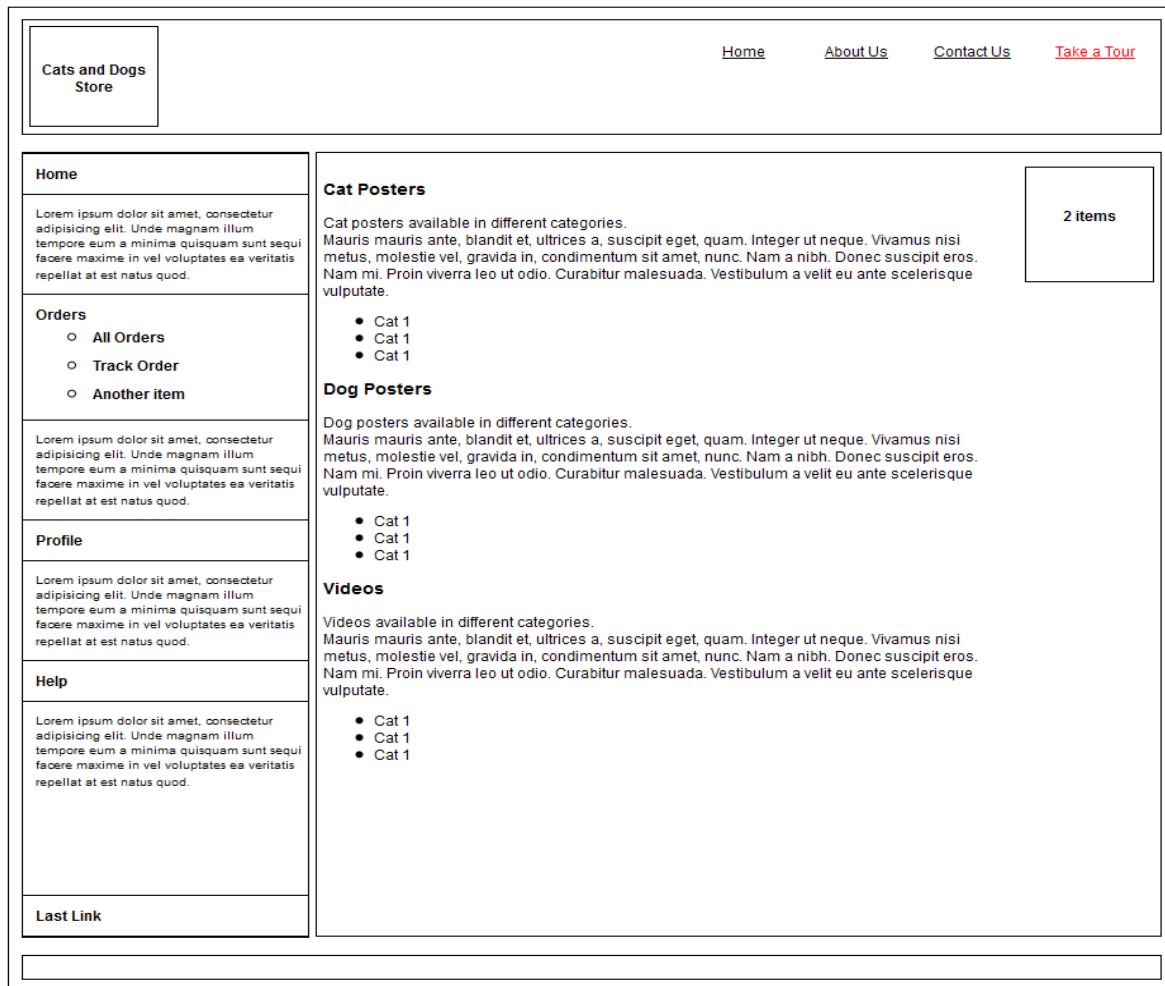 Cats and Dogs
Store
Home About Us Contact Us Take a Tour
Home
Lorem ipsum dolor sit amet, consectetur
adipisicing elit. Unde magnam illum
tempore eum a minima quisquam sunt sequi
facere maxime in vel voluptates ea veritatis
repellat at est natus quod.
Orders
All Orders
Track Order
Another item
Lorem ipsum dolor sit amet, consectetur
adipisicing elit. Unde magnam illum
tempore eum a minima quisquam sunt sequi
facere maxime in vel voluptates ea veritatis
repellat at est natus quod.
Profile
Lorem ipsum dolor sit amet, consectetur
adipisicing elit. Unde magnam illum
tempore eum a minima quisquam sunt sequi
facere maxime in vel voluptates ea veritatis
repellat at est natus quod.
Help
Lorem ipsum dolor sit amet, consectetur
adipisicing elit. Unde magnam illum
tempore eum a minima quisquam sunt sequi
facere maxime in vel voluptates ea veritatis
repellat at est natus quod.
Last Link
Cat Posters
Cat posters available in different categories.
Mauris mauris ante, blandit et, ultrices a, suscipit eget, quam. Integer ut neque. Vivamus nisi
metus, molestie vel, gravida in, condimentum sit amet, nunc. Nam a nibh. Donec suscipit eros.
Nam mi. Proin viverra leo ut odio. Curabitur malesuada. Vestibulum a velit eu ante scelerisque
vulputate.
Cat 1
Cat 1
Cat 1
Dog Posters
Dog posters available in different categories.
Mauris mauris ante, blandit et, ultrices a, suscipit eget, quam. Integer ut neque. Vivamus nisi
metus, molestie vel, gravida in, condimentum sit amet, nunc. Nam a nibh. Donec suscipit eros.
Nam mi. Proin viverra leo ut odio. Curabitur malesuada. Vestibulum a velit eu ante scelerisque
vulputate.
Cat 1
Cat 1
Cat 1
Videos
Videos available in different categories.
Mauris mauris ante, blandit et, ultrices a, suscipit eget, quam. Integer ut neque. Vivamus nisi
metus, molestie vel, gravida in, condimentum sit amet, nunc. Nam a nibh. Donec suscipit eros.
Nam mi. Proin viverra leo ut odio. Curabitur malesuada. Vestibulum a velit eu ante scelerisque
vulputate.
Cat 1
Cat 1
Cat 1
2 items